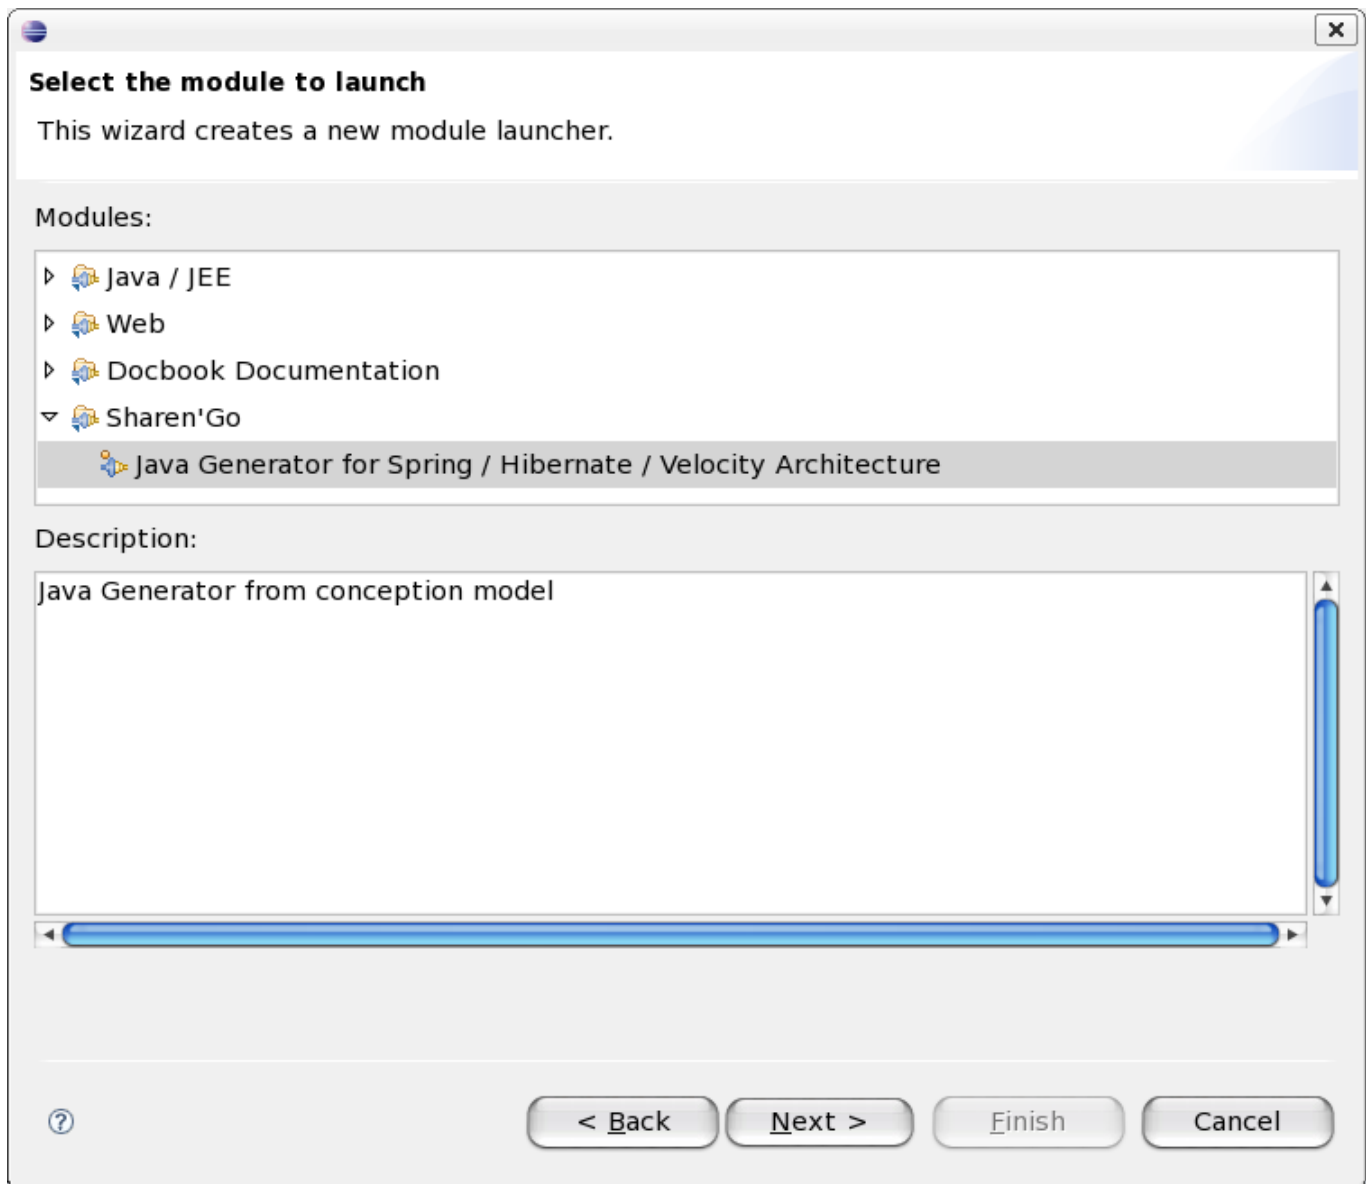 Select the module to launch
This wizard creates a new module launcher.
Modules:
Java / JEE
Web
Docbook Documentation
Sharen'Go
Java Generator for Spring / Hibernate / Velocity Architecture
Description:
Java Generator from conception model
< Back Next > Finish Cancel